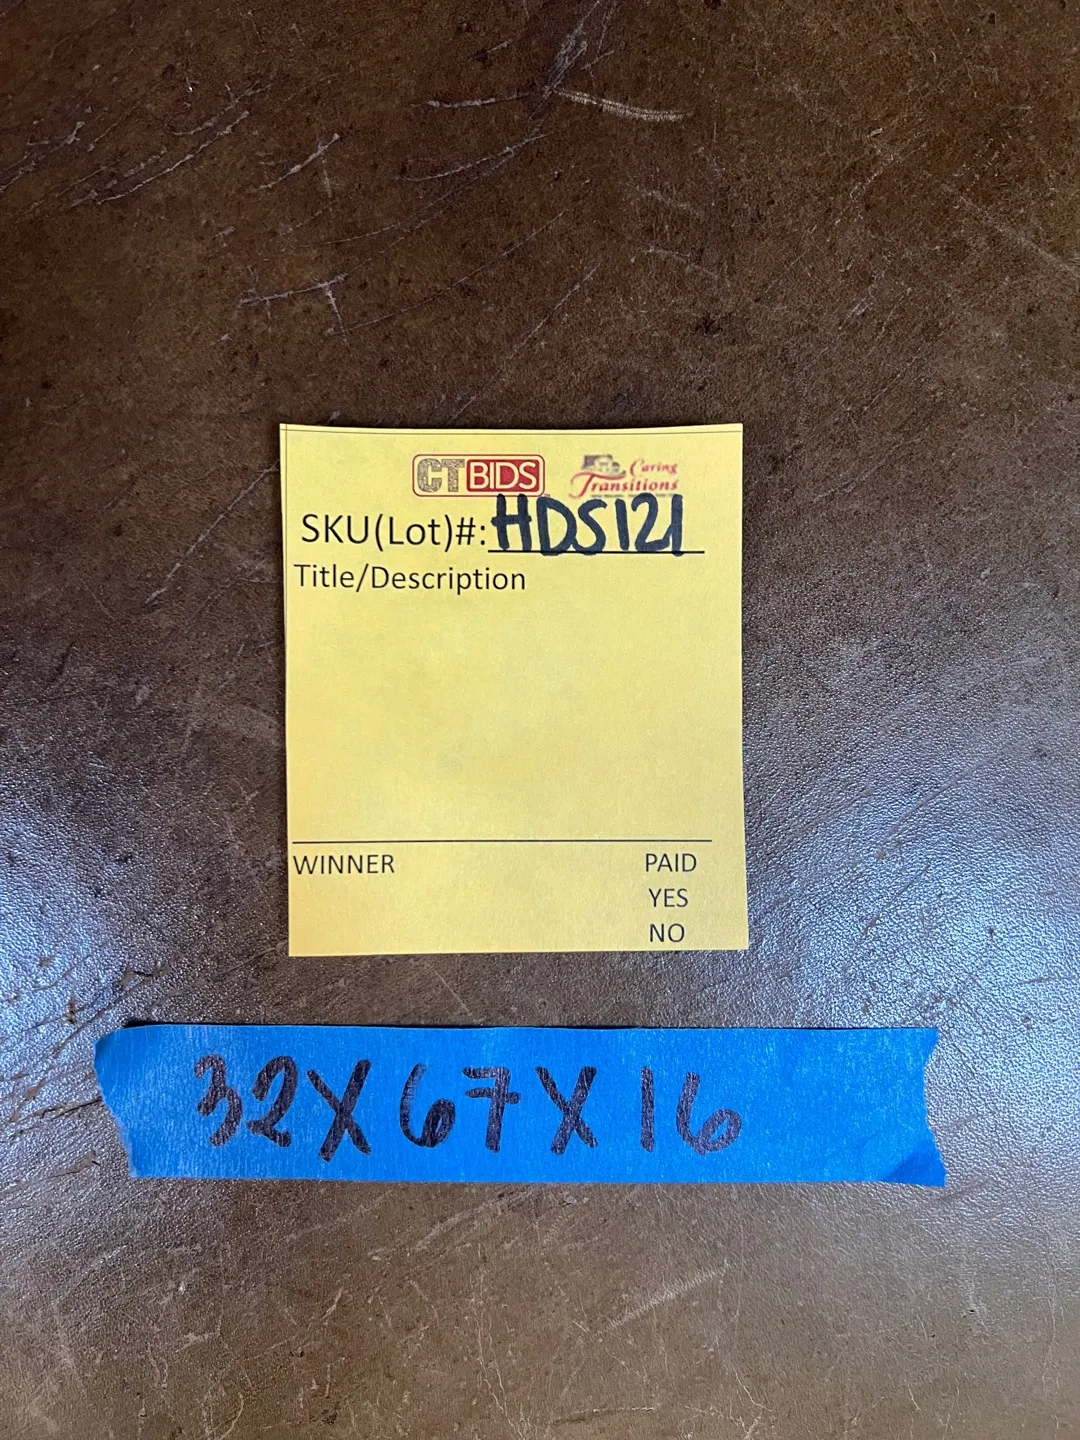 CTBIDS Caring Transitions
SKU(Lot)#: HDS121
Title/Description
WINNER PAID
YES
NO
32X67X16